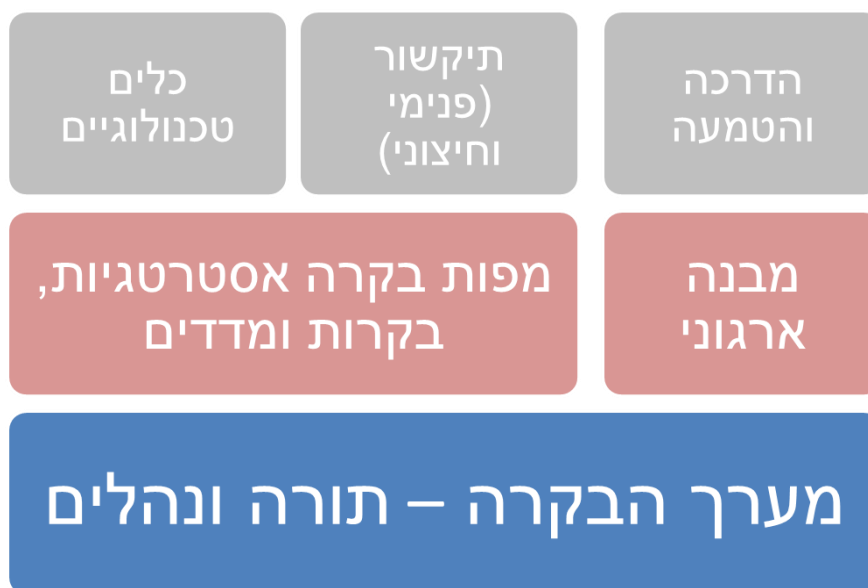 הדרכה
והטמעה
תיקשור
(פנימי
וחיצוני)
כלים
טכנולוגיים
מבנה
ארגוני
מפות בקרה אסטרטגיות,
בקרות ומדדים
מערך הבקרה – תורה ונהלים